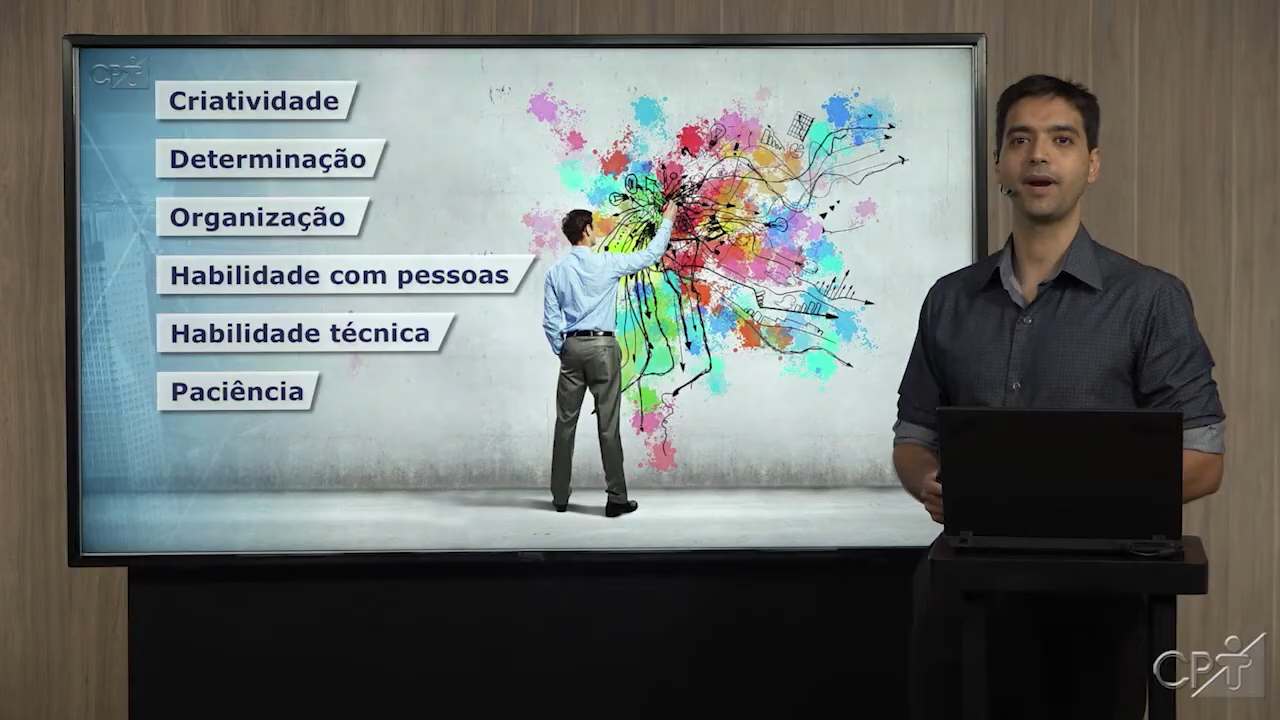 CPT
Criatividade
Determinação
Organização
Habilidade com pessoas
Habilidade técnica
Paciência
CPT